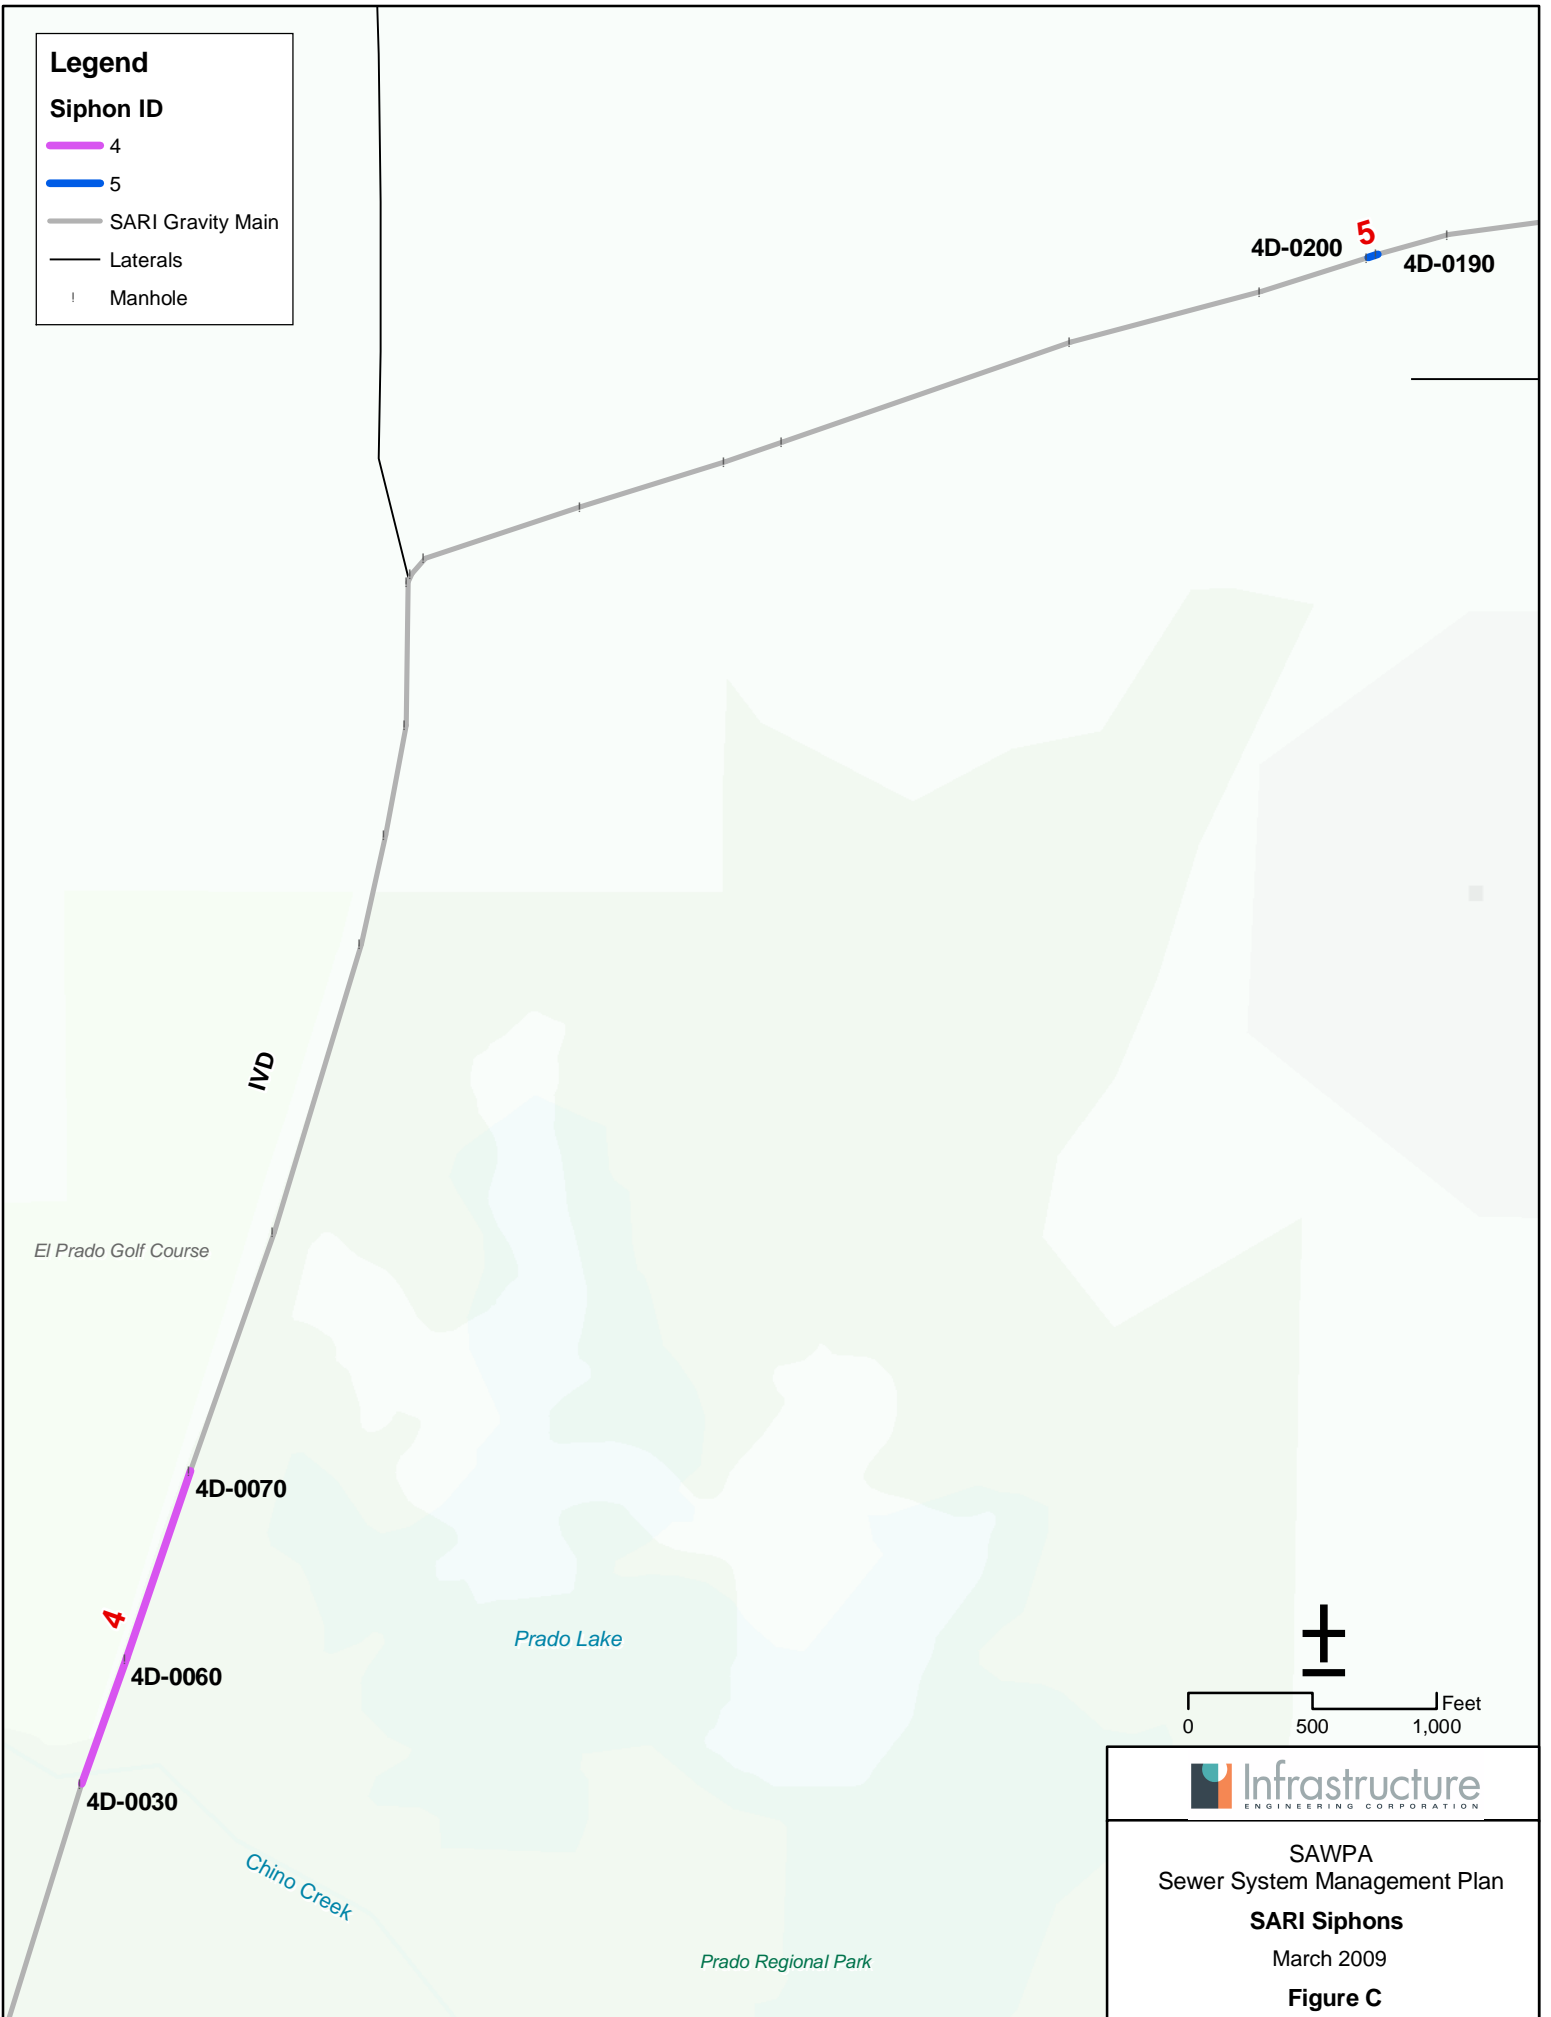 Legend
Siphon ID
4
5
SARI Gravity Main
Laterals
! Manhole
5
4D-0200
4D-0190
IVD
El Prado Golf Course
4D-0070
4
4D-0060
Prado Lake
4D-0030
Chino Creek
Prado Regional Park
±
Feet
0 500 1,000
Infrastructure
ENGINEERING CORPORATION
SAWPA
Sewer System Management Plan
SARI Siphons
March 2009
Figure C